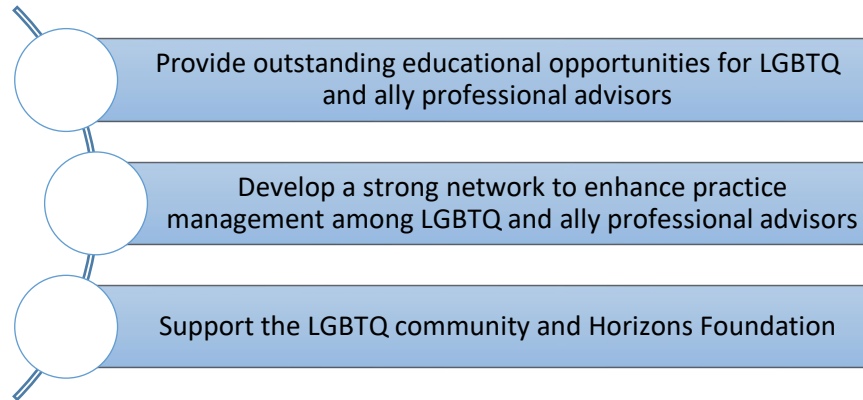 Provide outstanding educational opportunities for LGBTQ
and ally professional advisors
Develop a strong network to enhance practice
management among LGBTQ and ally professional advisors
Support the LGBTQ community and Horizons Foundation